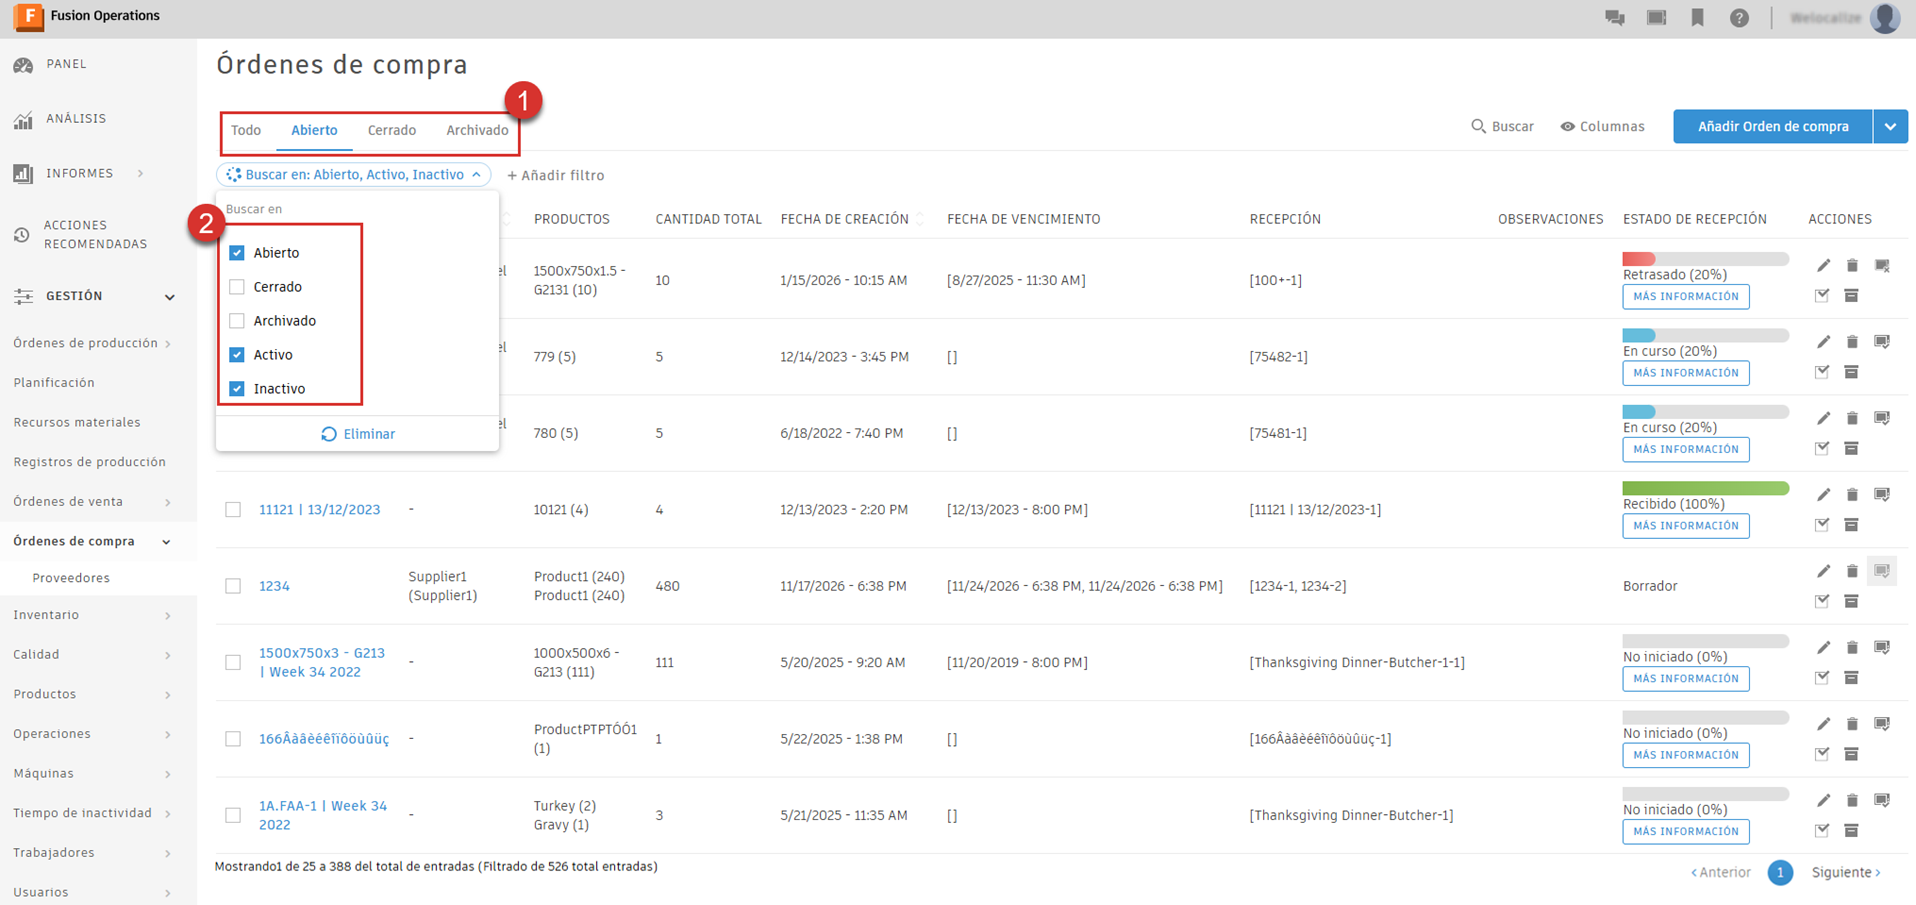 F Fusion Operations
Welocalize
PANEL
ANÁLISIS
INFORMES
ACCIONES
RECOMENDADAS
GESTIÓN
Órdenes de producción
Planificación
Recursos materiales
Registros de producción
Órdenes de venta
Órdenes de compra
Proveedores
Inventario
Calidad
Productos
Operaciones
Máquinas
Tiempo de inactividad
Trabajadores
Usuarios
Órdenes de compra
1
Todo Abierto Cerrado Archivado
Buscar Columnas Añadir Orden de compra
Buscar en: Abierto, Activo, Inactivo + Añadir filtro
2
Buscar en
Abierto
Cerrado
Archivado
Activo
Inactivo
Eliminar
PRODUCTOS CANTIDAD TOTAL FECHA DE CREACIÓN FECHA DE VENCIMIENTO RECEPCIÓN OBSERVACIONES ESTADO DE RECEPCIÓN ACCIONES
el 1500x750x1.5 -
G2131 (10) 10 1/15/2026 - 10:15 AM [8/27/2025 - 11:30 AM] [100+-1] Retrasado (20%)
MÁS INFORMACIÓN
el 779 (5) 5 12/14/2023 - 3:45 PM [] [75482-1] En curso (20%)
MÁS INFORMACIÓN
el 780 (5) 5 6/18/2022 - 7:40 PM [] [75481-1] En curso (20%)
MÁS INFORMACIÓN
11121 | 13/12/2023 - 10121 (4) 4 12/13/2023 - 2:20 PM [12/13/2023 - 8:00 PM] [11121 | 13/12/2023-1] Recibido (100%)
MÁS INFORMACIÓN
1234 Supplier1 Product1 (240) 480 11/17/2026 - 6:38 PM [11/24/2026 - 6:38 PM, 11/24/2026 - 6:38 PM] [1234-1, 1234-2] Borrador
(Supplier1) Product1 (240)
1500x750x3 - G213 - 1000x500x6 - 111 5/20/2025 - 9:20 AM [11/20/2019 - 8:00 PM] [Thanksgiving Dinner-Butcher-1-1] No iniciado (0%)
| Week 34 2022 G213 (111) MÁS INFORMACIÓN
166Âàâèéêîïôöùûüç - ProductPTPTÓÓ1 1 5/22/2025 - 1:38 PM [] [166Âàâèéêîïôöùûüç-1] No iniciado (0%)
(1) MÁS INFORMACIÓN
1A.FAA-1 | Week 34 - Turkey (2) 3 5/21/2025 - 11:35 AM [] [Thanksgiving Dinner-Butcher-1] No iniciado (0%)
2022 Gravy (1) MÁS INFORMACIÓN
Mostrando1 de 25 a 388 del total de entradas (Filtrado de 526 total entradas)
Anterior 1 Siguiente